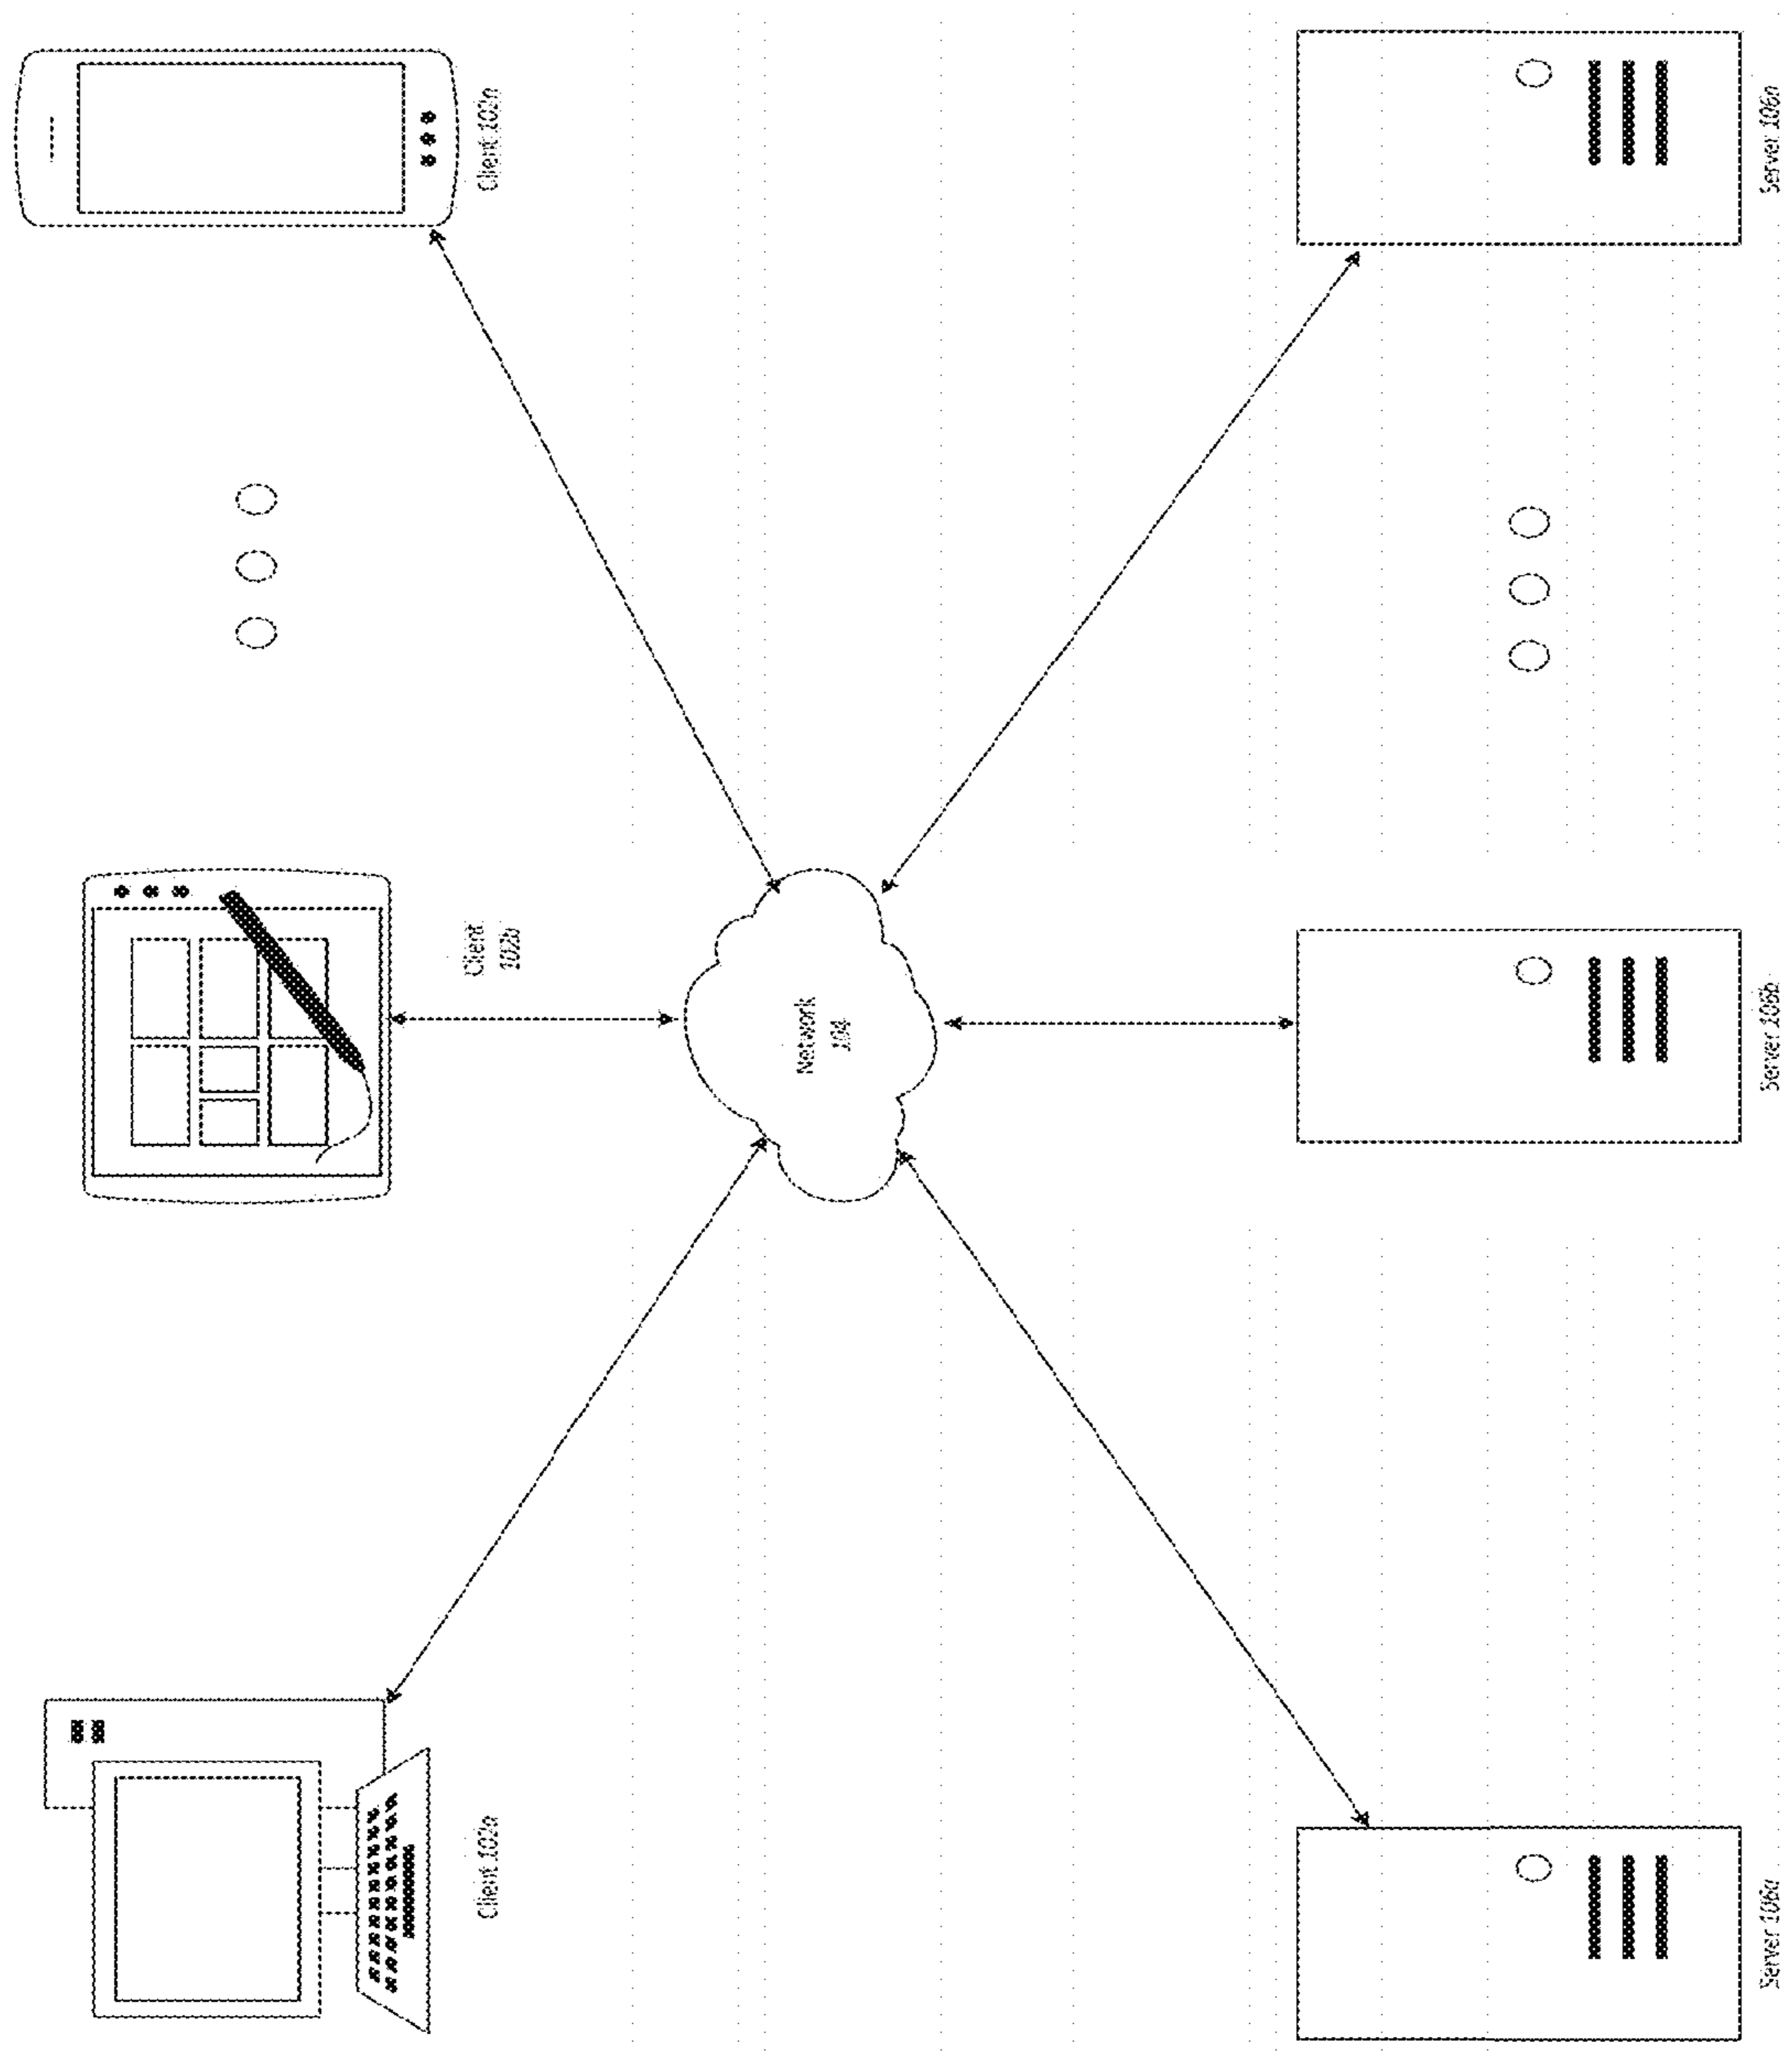 Client 102a
Client
102b
Client 102n
Network
104
Server 106a
Server 106b
Server 106n